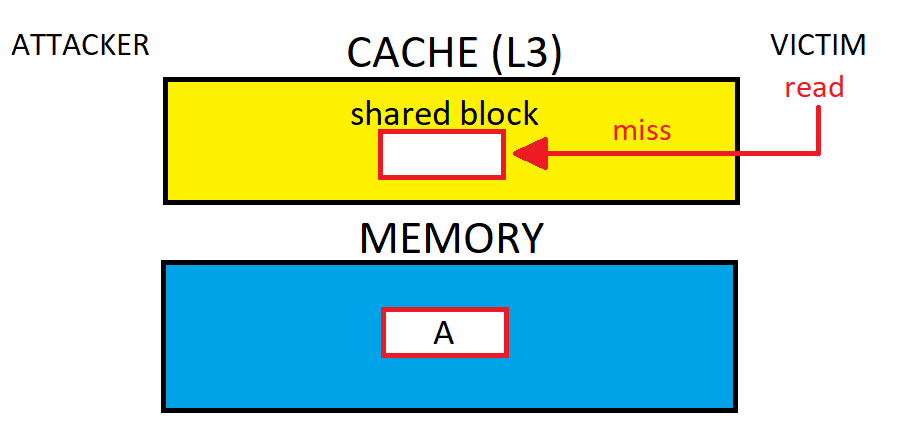 ATTACKER
CACHE (L3)
VICTIM
read
shared block
miss
MEMORY
A